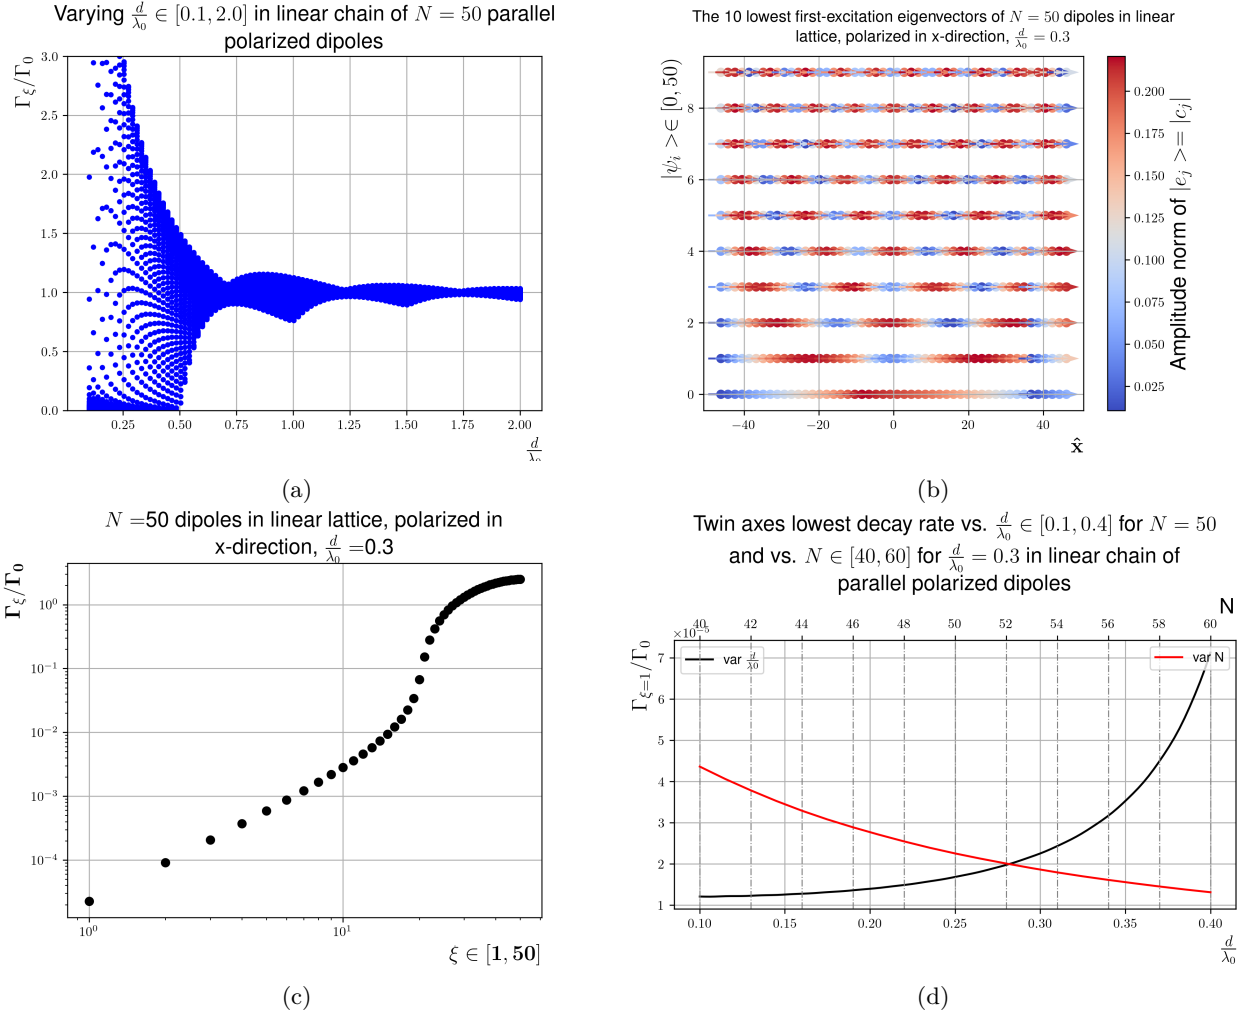 Varying d/λ₀ ∈ [0.1, 2.0] in linear chain of N = 50 parallel
polarized dipoles
Γξ/Γ₀
3.0
2.5
2.0
1.5
1.0
0.5
0.0
0.25 0.50 0.75 1.00 1.25 1.50 1.75 2.00
d/λ₀
(a)
The 10 lowest first-excitation eigenvectors of N = 50 dipoles in linear
lattice, polarized in x-direction, d/λ₀ = 0.3
|ψᵢ >∈ [0, 50)
8
6
4
2
0
−40 −20 0 20 40
x̂
0.200
0.175
0.150
0.125
0.100
0.075
0.050
0.025
Amplitude norm of |eⱼ >= |cⱼ|
(b)
N =50 dipoles in linear lattice, polarized in
x-direction, d/λ₀ =0.3
Γξ/Γ₀
10⁰
10⁻¹
10⁻²
10⁻³
10⁻⁴
10⁰ 10¹
ξ ∈ [1, 50]
(c)
Twin axes lowest decay rate vs. d/λ₀ ∈ [0.1, 0.4] for N = 50
and vs. N ∈ [40, 60] for d/λ₀ = 0.3 in linear chain of
parallel polarized dipoles
N
40 42 44 46 48 50 52 54 56 58 60
×10⁻⁵
Γξ=1/Γ₀
var d/λ₀
var N
7
6
5
4
3
2
1
0.10 0.15 0.20 0.25 0.30 0.35 0.40
d/λ₀
(d)